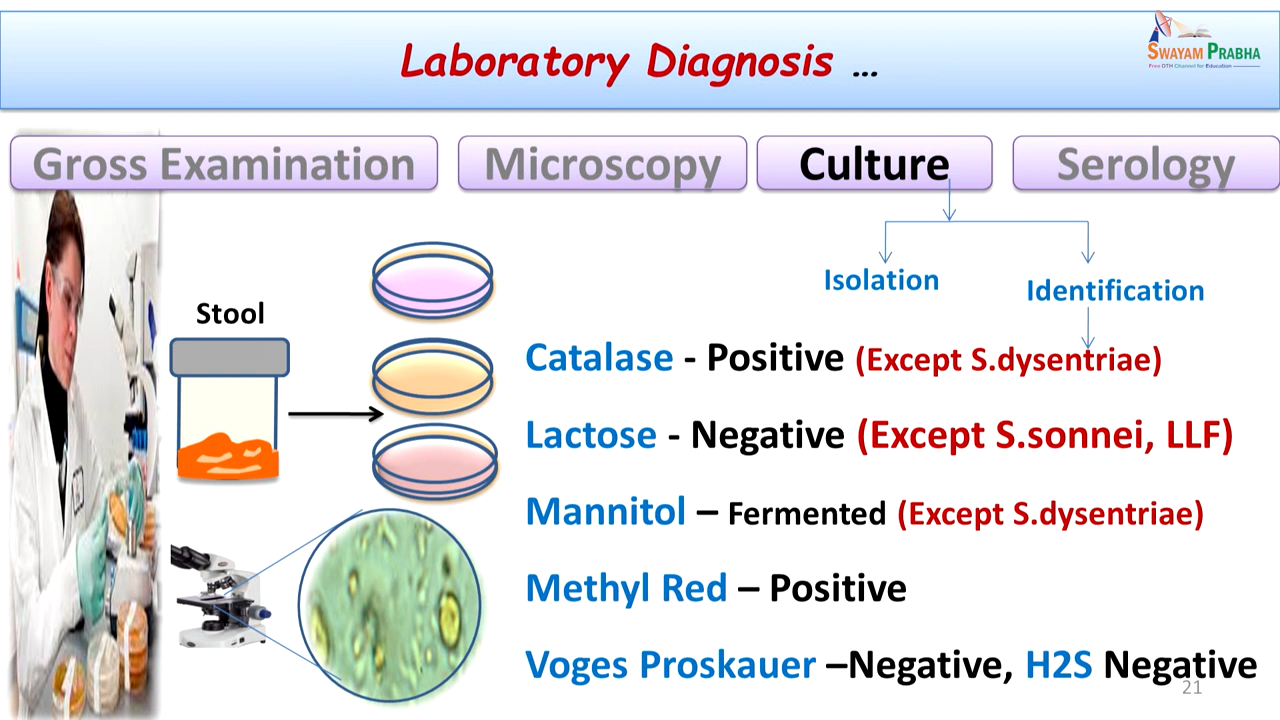 Laboratory Diagnosis ...
SWAYAM PRABHA
Free DTH Channel for Education
Gross Examination
Microscopy
Culture
Serology
Isolation
Identification
Stool
Catalase - Positive (Except S.dysentriae)
Lactose - Negative (Except S.sonnei, LLF)
Mannitol – Fermented (Except S.dysentriae)
Methyl Red – Positive
Voges Proskauer –Negative, H2S Negative
21